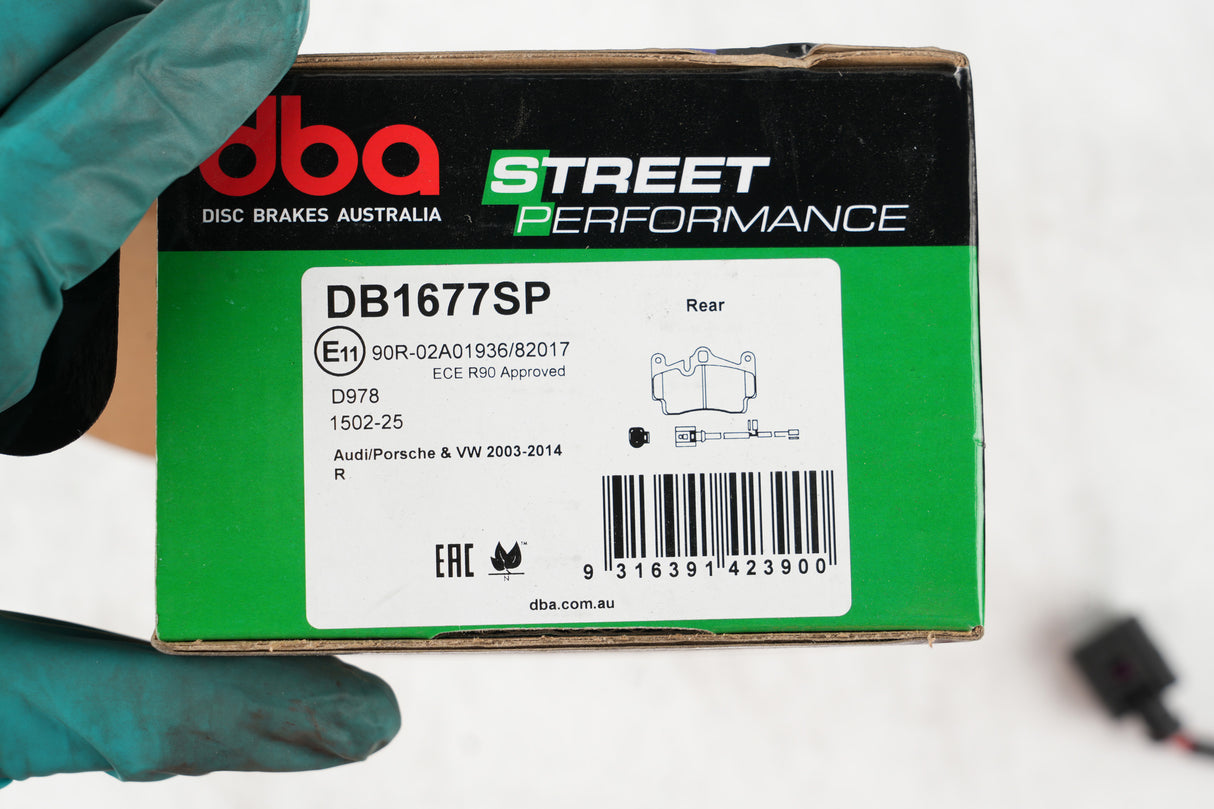 dba
DISC BRAKES AUSTRALIA
STREET
PERFORMANCE
DB1677SP
Rear
E11 90R-02A01936/82017
ECE R90 Approved
D978
1502-25
Audi/Porsche & VW 2003-2014
R
EAC
TM
N
9 316391 423900
dba.com.au